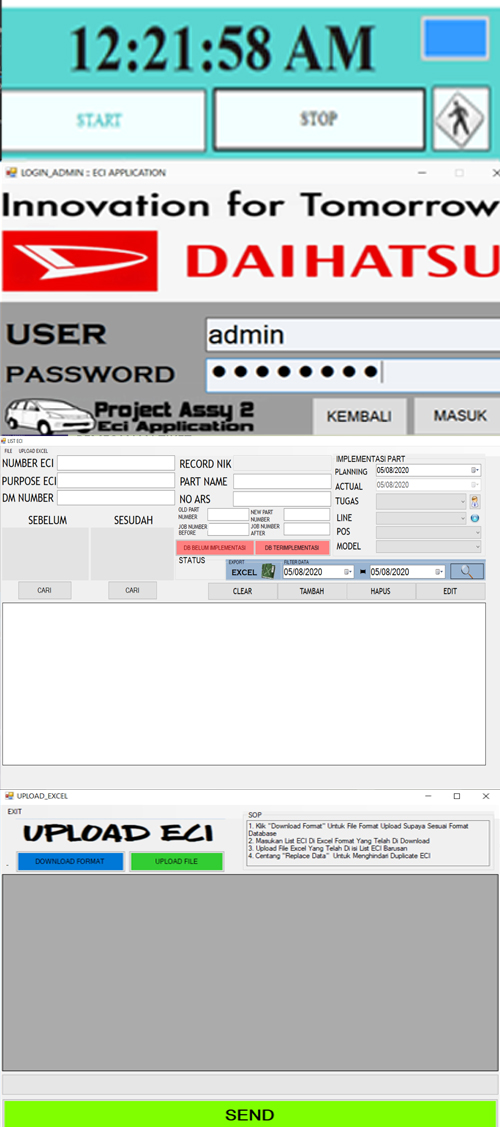 12:21:58 AM
START
STOP
LOGIN_ADMIN :: ECI APPLICATION
Innovation for Tomorrow
DAIHATSU
USER
admin
PASSWORD
Project Assy 2
Eci Application
KEMBALI
MASUK
LIST ECI
FILE UPLOAD EXCEL
NUMBER ECI
PURPOSE ECI
DM NUMBER
SEBELUM
SESUDAH
CARI
CARI
RECORD NIK
PART NAME
NO ARS
OLD PART NUMBER
NEW PART NUMBER
JOB NUMBER BEFORE
JOB NUMBER AFTER
DB BELUM IMPLEMENTASI
DB TERIMPLEMENTASI
STATUS
IMPLEMENTASI PART
PLANNING 05/08/2020
ACTUAL 05/08/2020
TUGAS
LINE
POS
MODEL
EXPORT
EXCEL
FILTER DATA
05/08/2020
05/08/2020
CLEAR
TAMBAH
HAPUS
EDIT
UPLOAD_EXCEL
EXIT
UPLOAD ECI
DOWNLOAD FORMAT
UPLOAD FILE
SOP
1. Klik "Download Format" Untuk File Format Upload Supaya Sesuai Format
Database
2. Masukan List ECI Di Excel Format Yang Telah Di Download
3. Upload File Excel Yang Telah Di isi List ECI Barusan
4. Centang "Replace Data" Untuk Menghindari Duplicate ECI
SEND